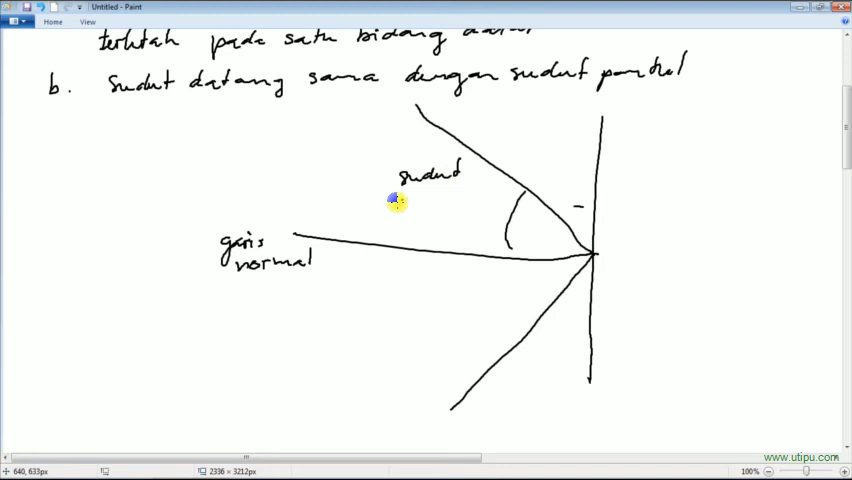 Untitled - Paint
Home View
terletak pada satu bidang datar
b. Sudut datang sama dengan sudut pantul
sudut
garis
normal
www.utipu.com
640, 633px
2336 × 3212px
100%